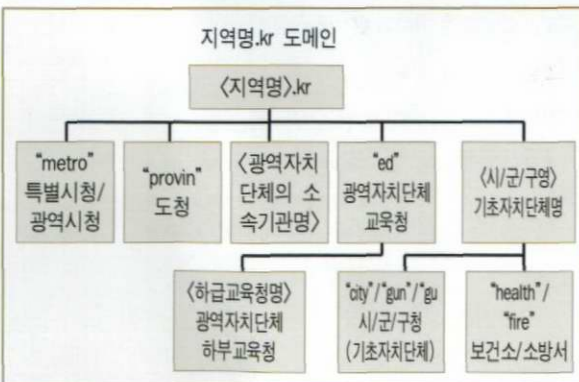 지역명.kr 도메인
〈지역명〉.kr
"metro"
특별시청/
광역시청
"provin"
도청
〈광역자치
단체의 소
속기관명〉
"ed"
광역자치단체
교육청
〈시/군/구영〉
기초자치단체명
〈하급교육청명〉
광역자치단체
하부교육청
"city"/"gun"/"gu
시/군/구청
(기초자치단체)
"health"/
"fire"
보건소/소방서